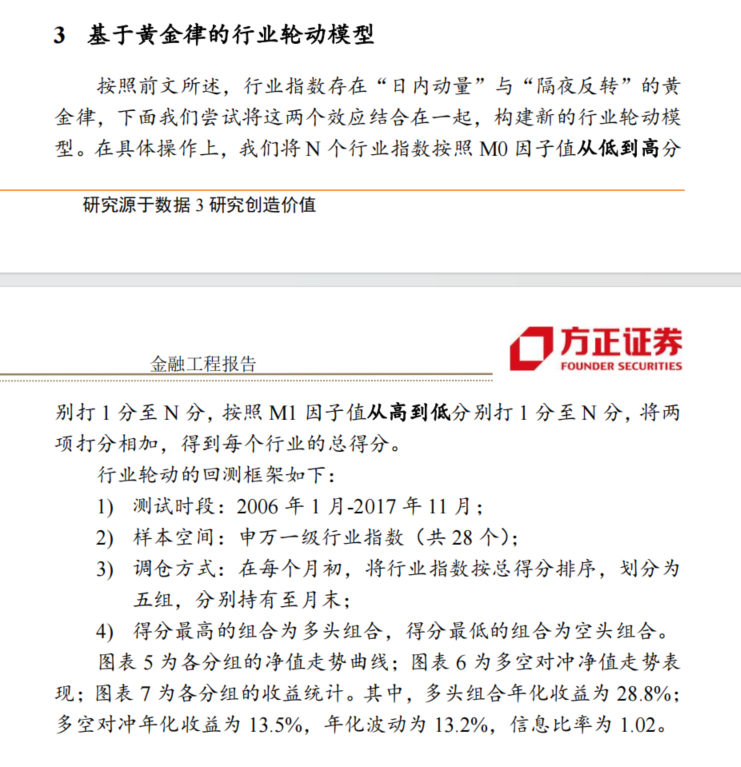 3 基于黄金律的行业轮动模型
按照前文所述，行业指数存在“日内动量”与“隔夜反转”的黄
金律，下面我们尝试将这两个效应结合在一起，构建新的行业轮动模
型。在具体操作上，我们将 N 个行业指数按照 M0 因子值从低到高分
研究源于数据 3 研究创造价值
金融工程报告
方正证券
FOUNDER SECURITIES
别打 1 分至 N 分，按照 M1 因子值从高到低分别打 1 分至 N 分，将两
项打分相加，得到每个行业的总得分。
行业轮动的回测框架如下：
1) 测试时段：2006 年 1 月-2017 年 11 月；
2) 样本空间：申万一级行业指数（共 28 个）；
3) 调仓方式：在每个月初，将行业指数按总得分排序，划分为
五组，分别持有至月末；
4) 得分最高的组合为多头组合，得分最低的组合为空头组合。
图表 5 为各分组的净值走势曲线；图表 6 为多空对冲净值走势表
现；图表 7 为各分组的收益统计。其中，多头组合年化收益为 28.8%；
多空对冲年化收益为 13.5%，年化波动为 13.2%，信息比率为 1.02。